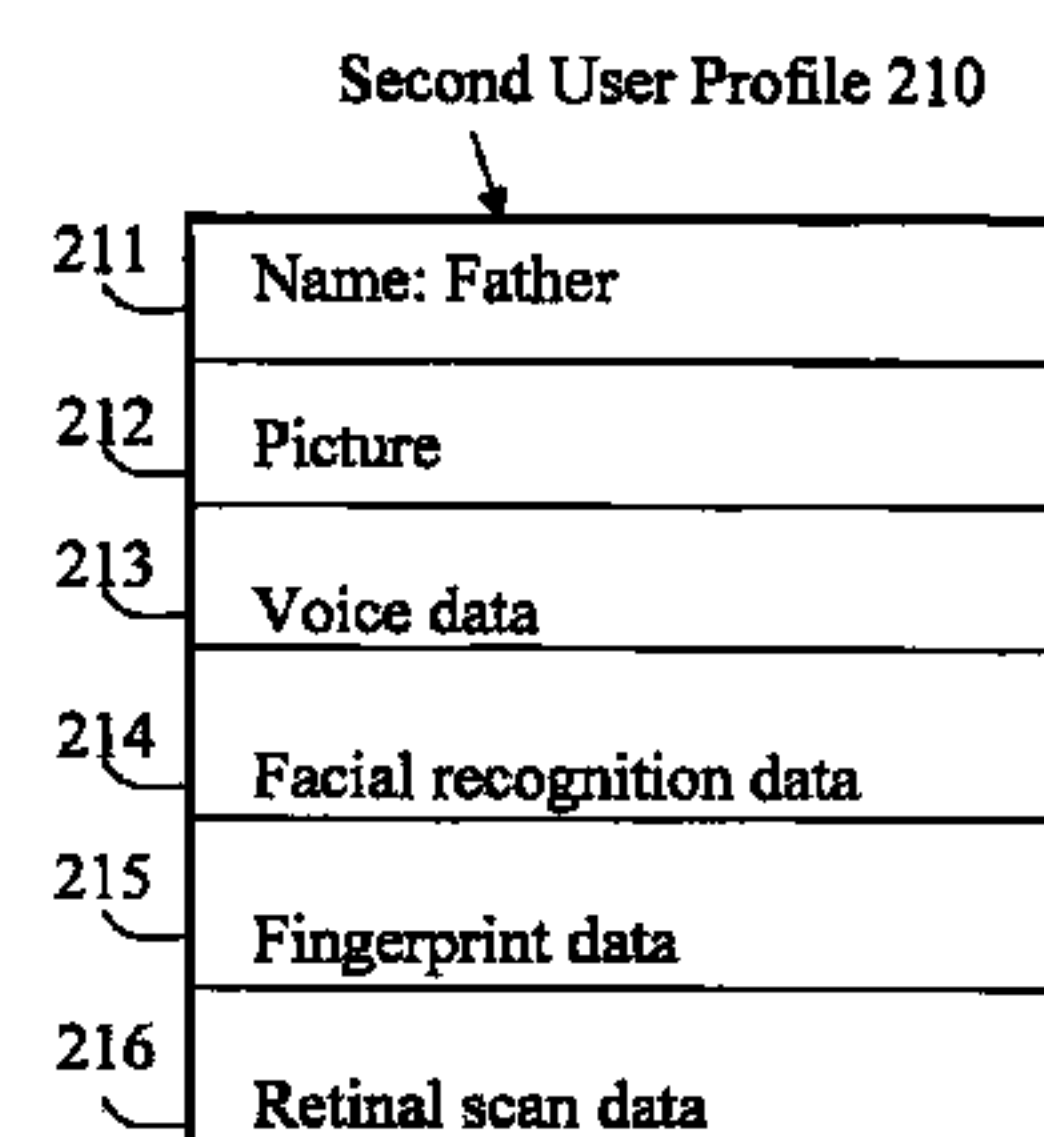 Second User Profile 210
211
Name: Father
212
Picture
213
Voice data
214
Facial recognition data
215
Fingerprint data
216
Retinal scan data